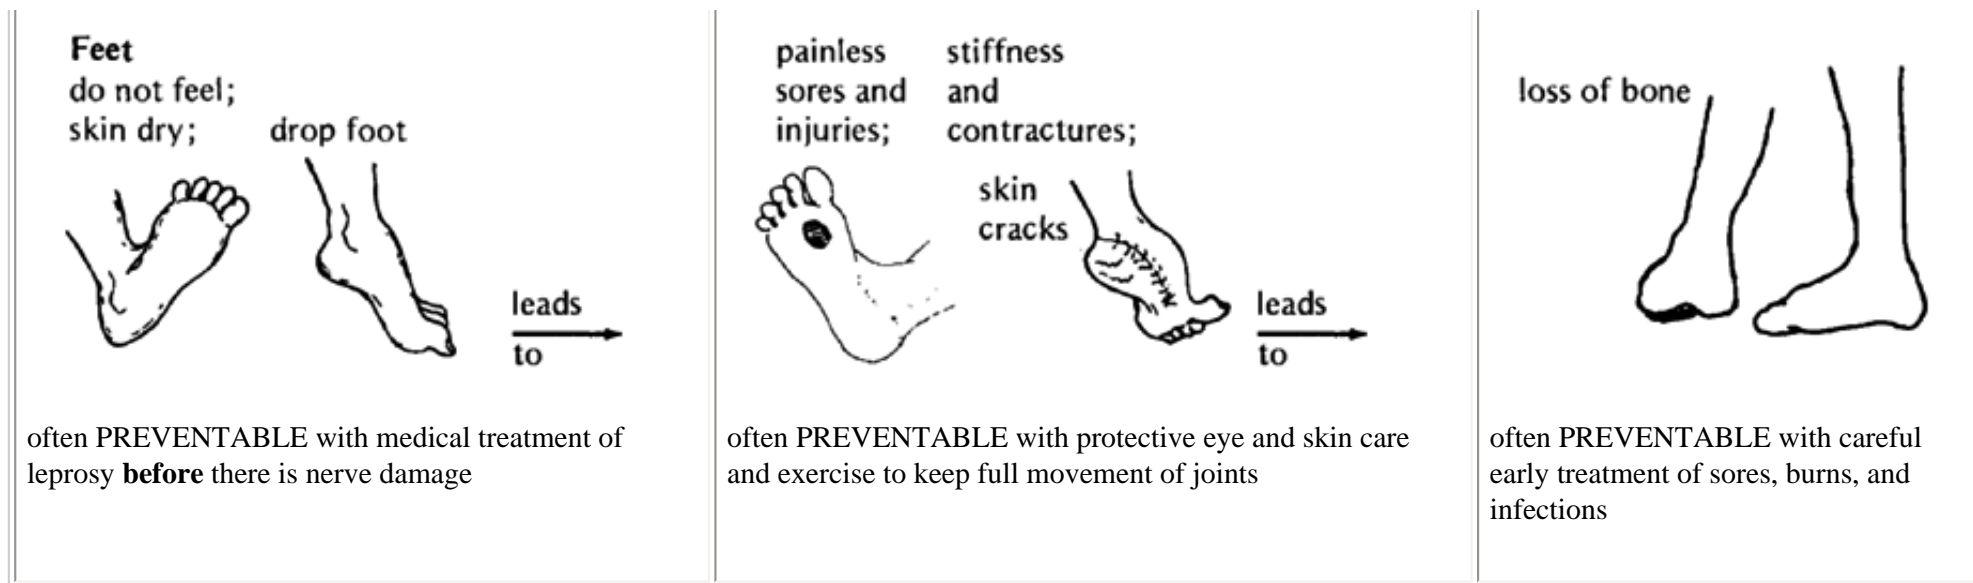 Feet
do not feel;
skin dry;
drop foot
leads
to
often PREVENTABLE with medical treatment of
leprosy before there is nerve damage
painless
sores and
injuries;
stiffness
and
contractures;
skin
cracks
leads
to
often PREVENTABLE with protective eye and skin care
and exercise to keep full movement of joints
loss of bone
often PREVENTABLE with careful
early treatment of sores, burns, and
infections